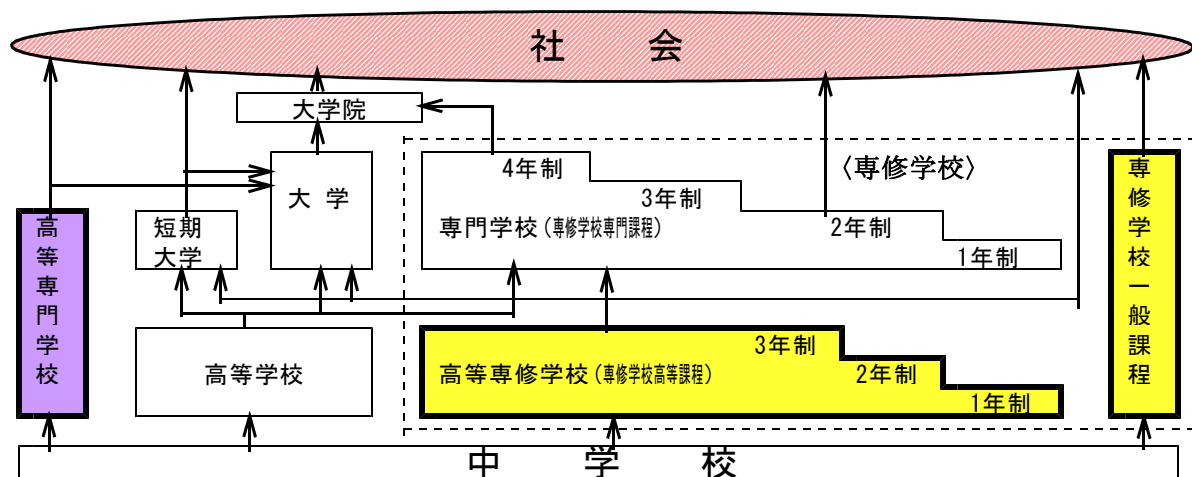 社 会
大学院
4年制
〈専修学校〉
3年制
大 学
専門学校（専修学校専門課程）
2年制
1年制
短期
大学
高等専門学校
専修学校一般課程
高等学校
3年制
高等専修学校（専修学校高等課程）
2年制
1年制
中 学 校